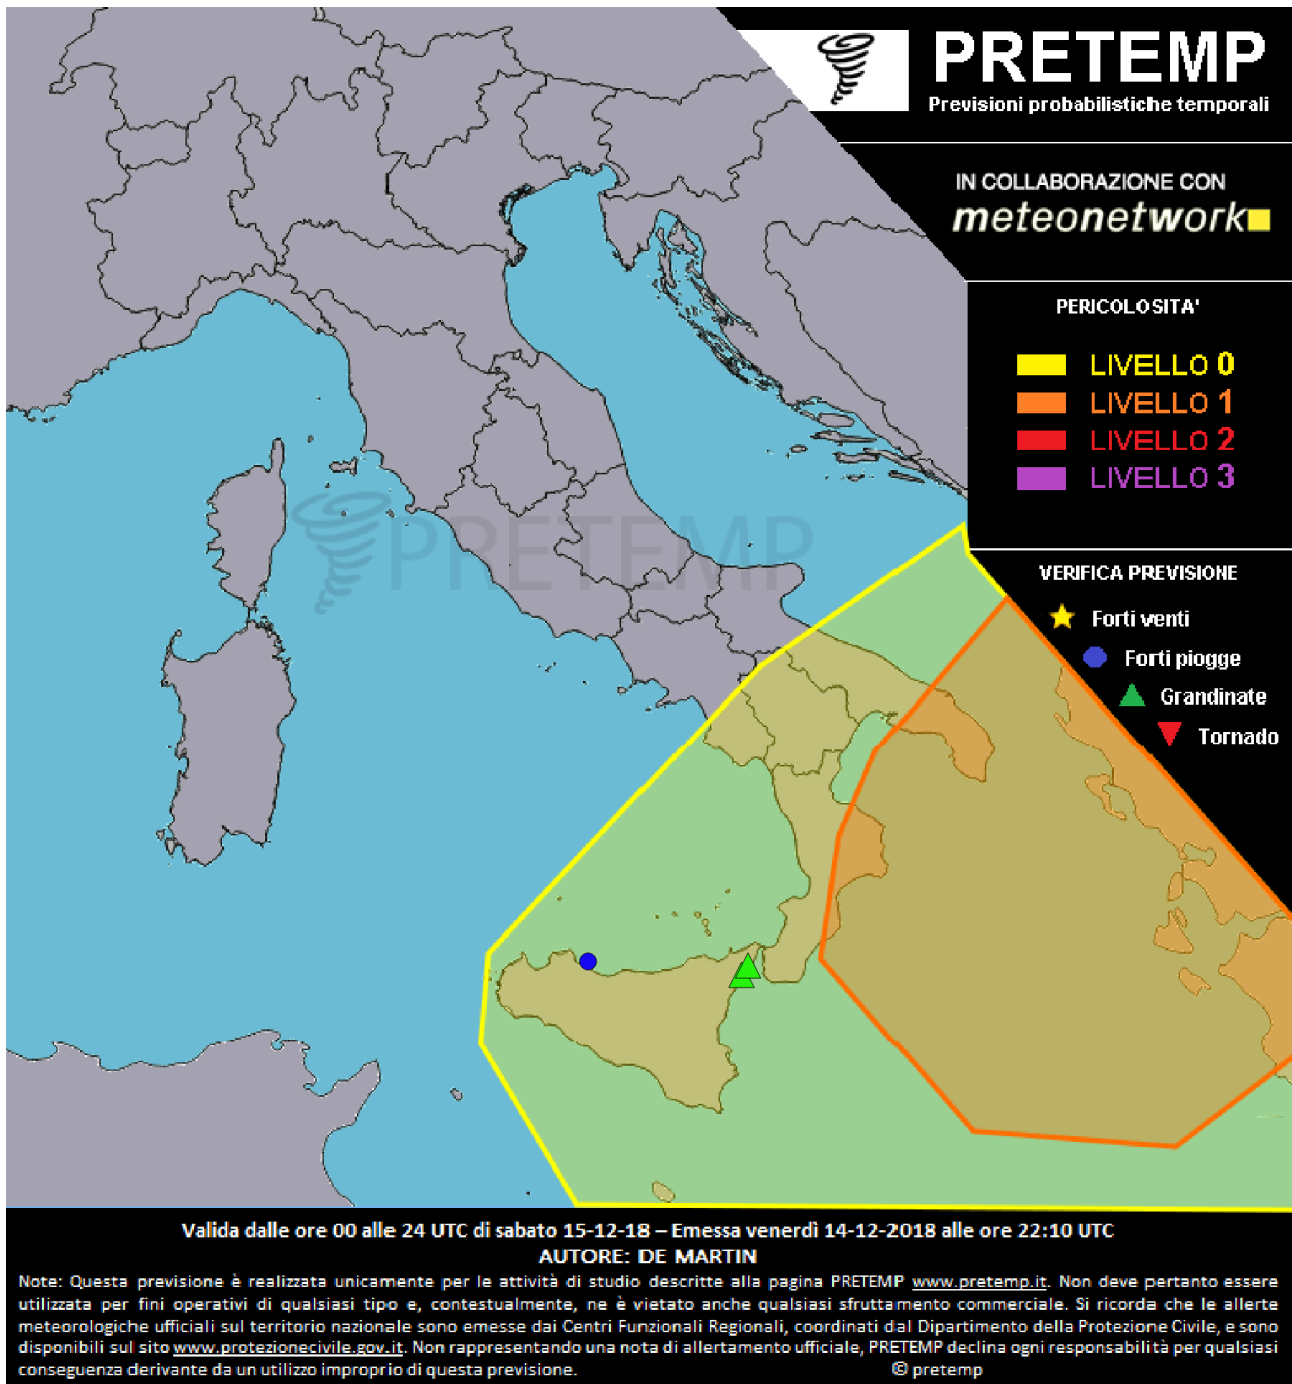 PRETEMP
Previsioni probabilistiche temporali
IN COLLABORAZIONE CON
meteonetwork
PERICOLOSITA'
LIVELLO 0
LIVELLO 1
LIVELLO 2
LIVELLO 3
PRETEMP
VERIFICA PREVISIONE
Forti venti
Forti piogge
Grandinate
Tornado
Valida dalle ore 00 alle 24 UTC di sabato 15-12-18 – Emessa venerdì 14-12-2018 alle ore 22:10 UTC
AUTORE: DE MARTIN
Note: Questa previsione è realizzata unicamente per le attività di studio descritte alla pagina PRETEMP www.pretemp.it. Non deve pertanto essere
utilizzata per fini operativi di qualsiasi tipo e, contestualmente, ne è vietato anche qualsiasi sfruttamento commerciale. Si ricorda che le allerte
meteorologiche ufficiali sul territorio nazionale sono emesse dai Centri Funzionali Regionali, coordinati dal Dipartimento della Protezione Civile, e sono
disponibili sul sito www.protezionecivile.gov.it. Non rappresentando una nota di allertamento ufficiale, PRETEMP declina ogni responsabilità per qualsiasi
conseguenza derivante da un utilizzo improprio di questa previsione. © pretemp